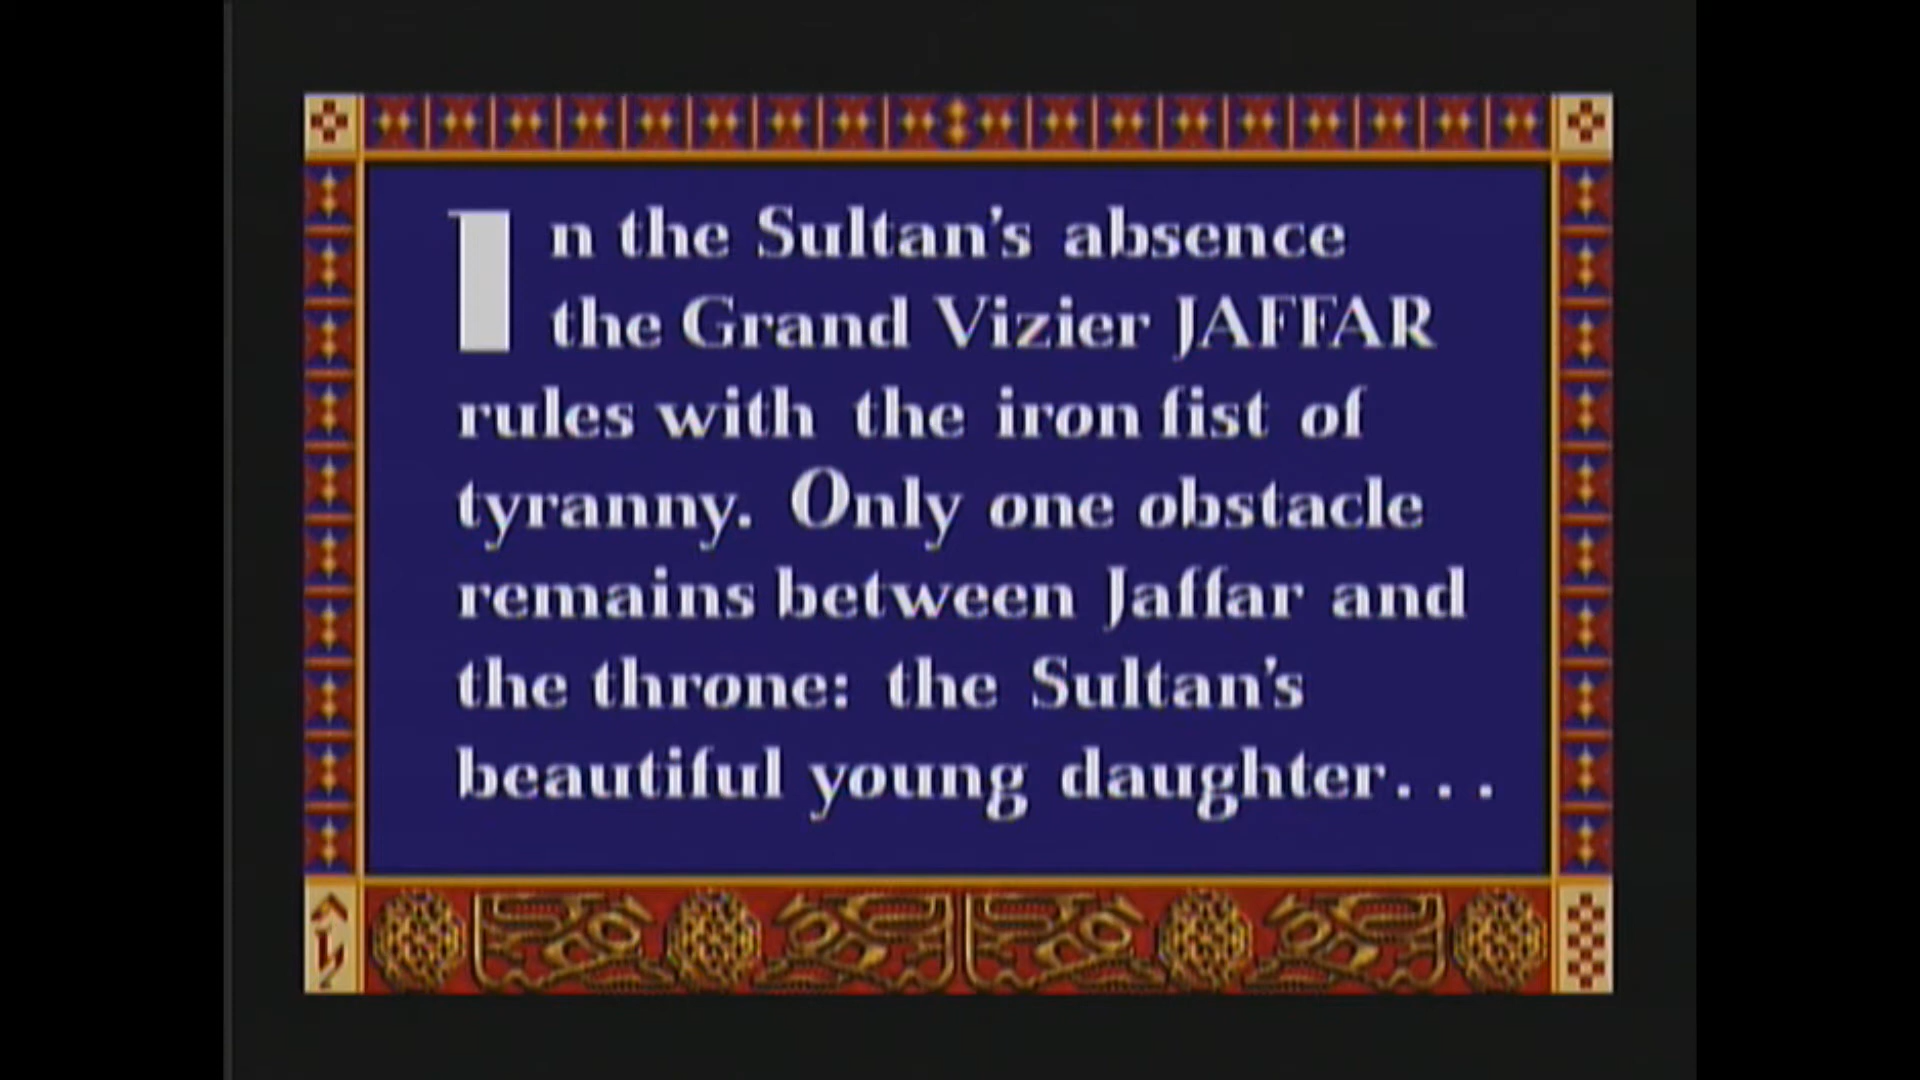 In the Sultan's absence
the Grand Vizier JAFFAR
rules with the iron fist of
tyranny. Only one obstacle
remains between Jaffar and
the throne: the Sultan's
beautiful young daughter...